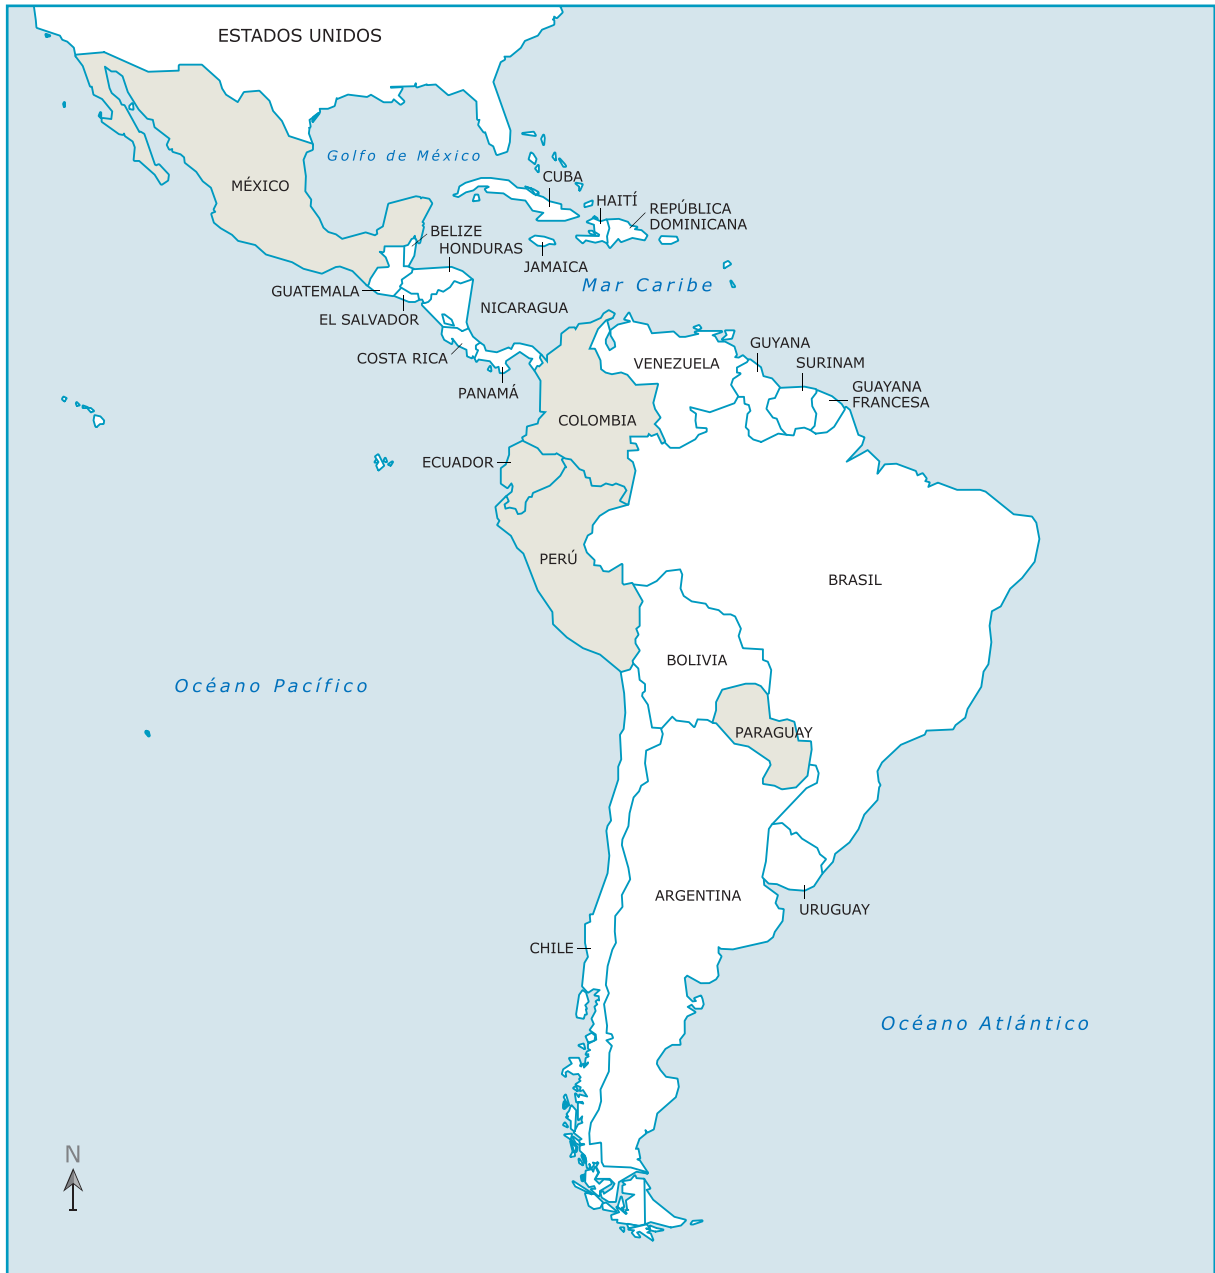 ESTADOS UNIDOS
Golfo de México
CUBA
MÉXICO
HAITÍ
REPÚBLICA
DOMINICANA
BELIZE
HONDURAS
JAMAICA
Mar Caribe
GUATEMALA
NICARAGUA
EL SALVADOR
GUYANA
COSTA RICA
VENEZUELA
SURINAM
GUAYANA
FRANCESA
PANAMÁ
COLOMBIA
ECUADOR
PERÚ
BRASIL
BOLIVIA
Océano Pacífico
PARAGUAY
ARGENTINA
URUGUAY
CHILE
Océano Atlántico
N